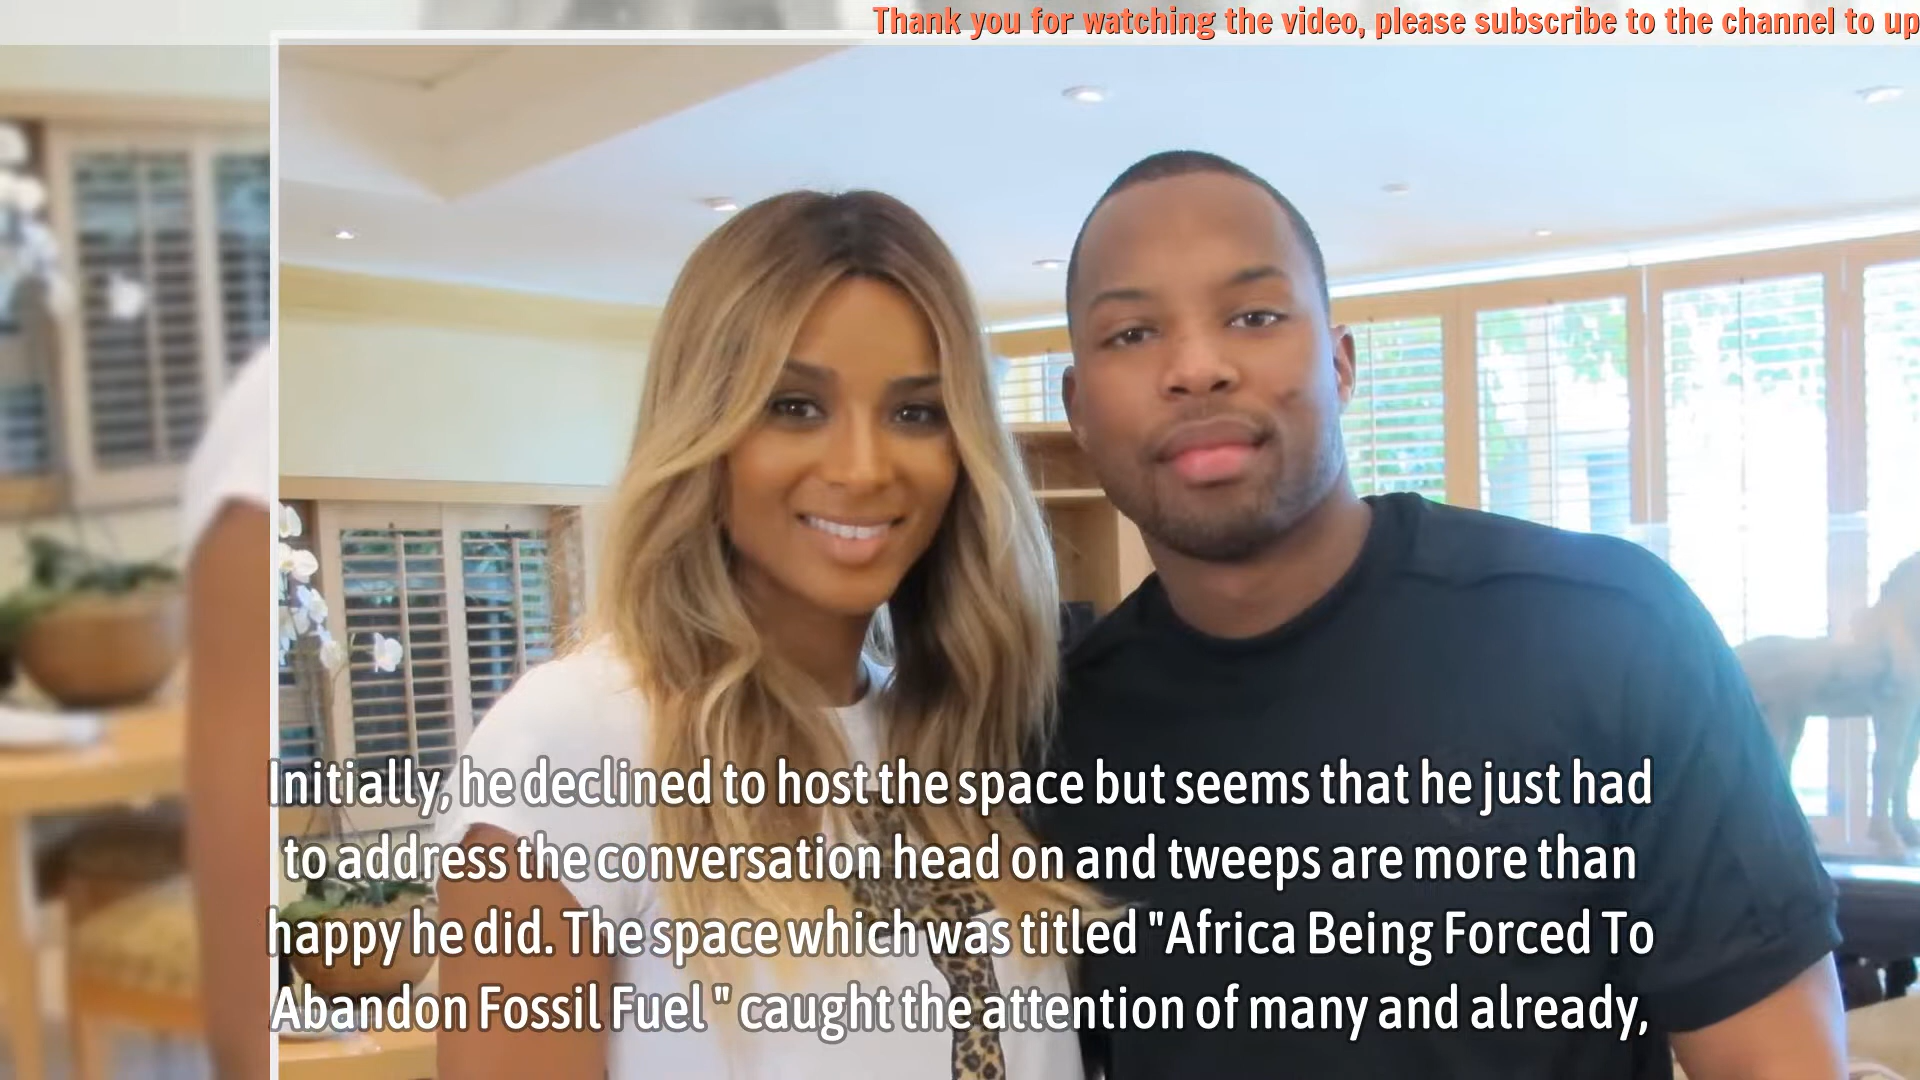 Thank you for watching the video, please subscribe to the channel to up
Initially, he declined to host the space but seems that he just had
to address the conversation head on and tweeps are more than
happy he did. The space which was titled "Africa Being Forced To
Abandon Fossil Fuel " caught the attention of many and already,